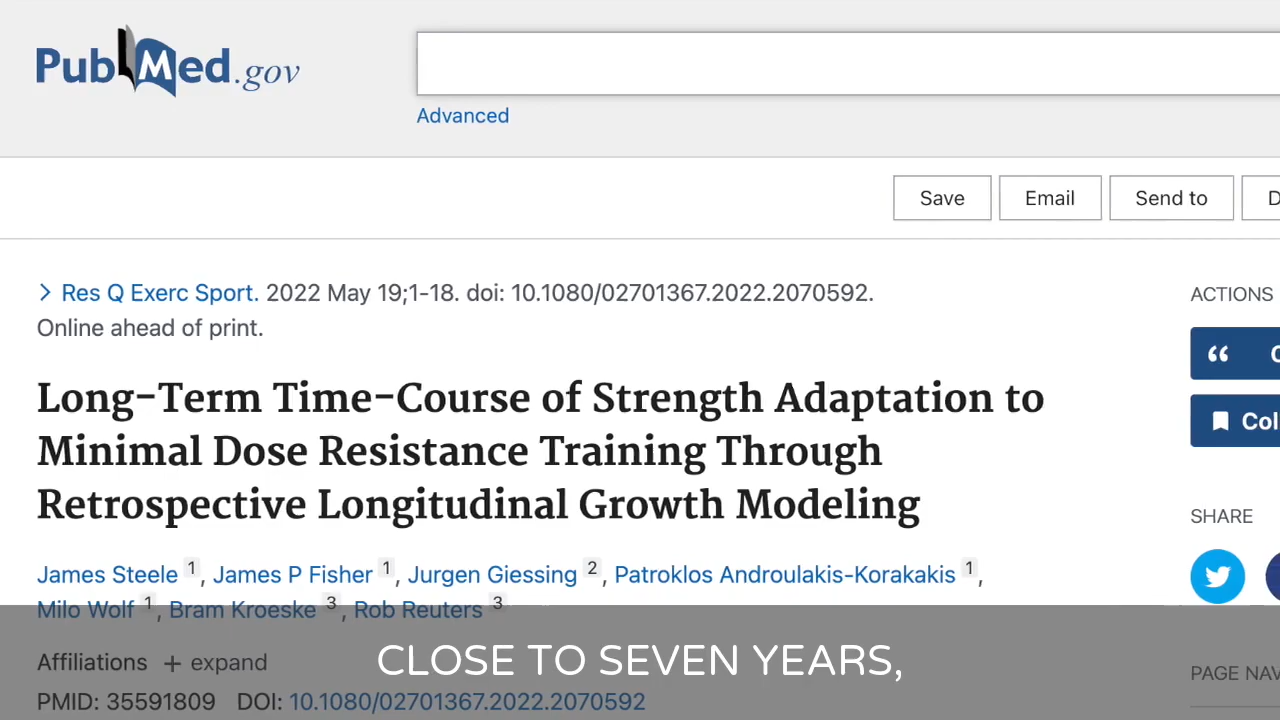 PubMed.gov
Advanced
Save Email Send to
> Res Q Exerc Sport. 2022 May 19;1-18. doi: 10.1080/02701367.2022.2070592.
Online ahead of print.
ACTIONS
Long-Term Time-Course of Strength Adaptation to
Minimal Dose Resistance Training Through
Retrospective Longitudinal Growth Modeling
Col
SHARE
James Steele 1, James P Fisher 1, Jurgen Giessing 2, Patroklos Androulakis-Korakakis 1,
Milo Wolf 1, Bram Kroeske 3, Rob Reuters 3
Affiliations + expand
PMID: 35591809 DOI: 10.1080/02701367.2022.2070592
CLOSE TO SEVEN YEARS,
PAGE NAV